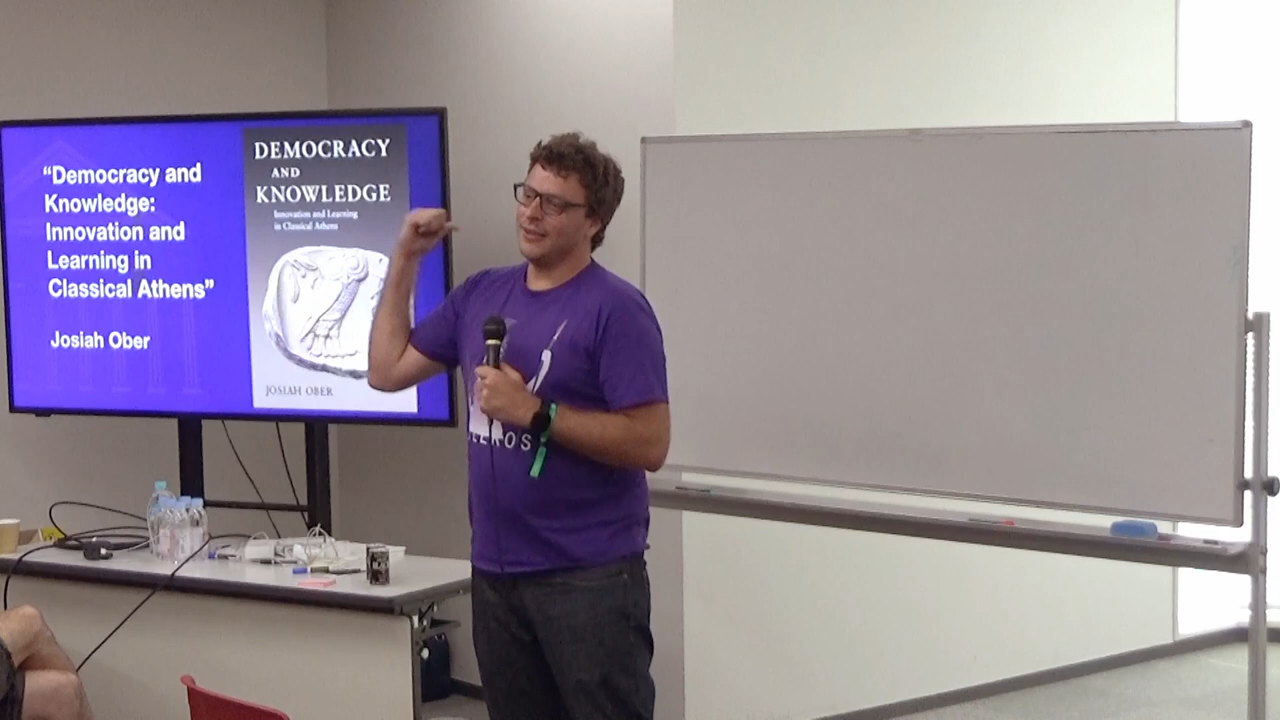 “Democracy and
Knowledge:
Innovation and
Learning in
Classical Athens”
Josiah Ober
DEMOCRACY
AND
KNOWLEDGE
Innovation and Learning
in Classical Athens
JOSIAH OBER